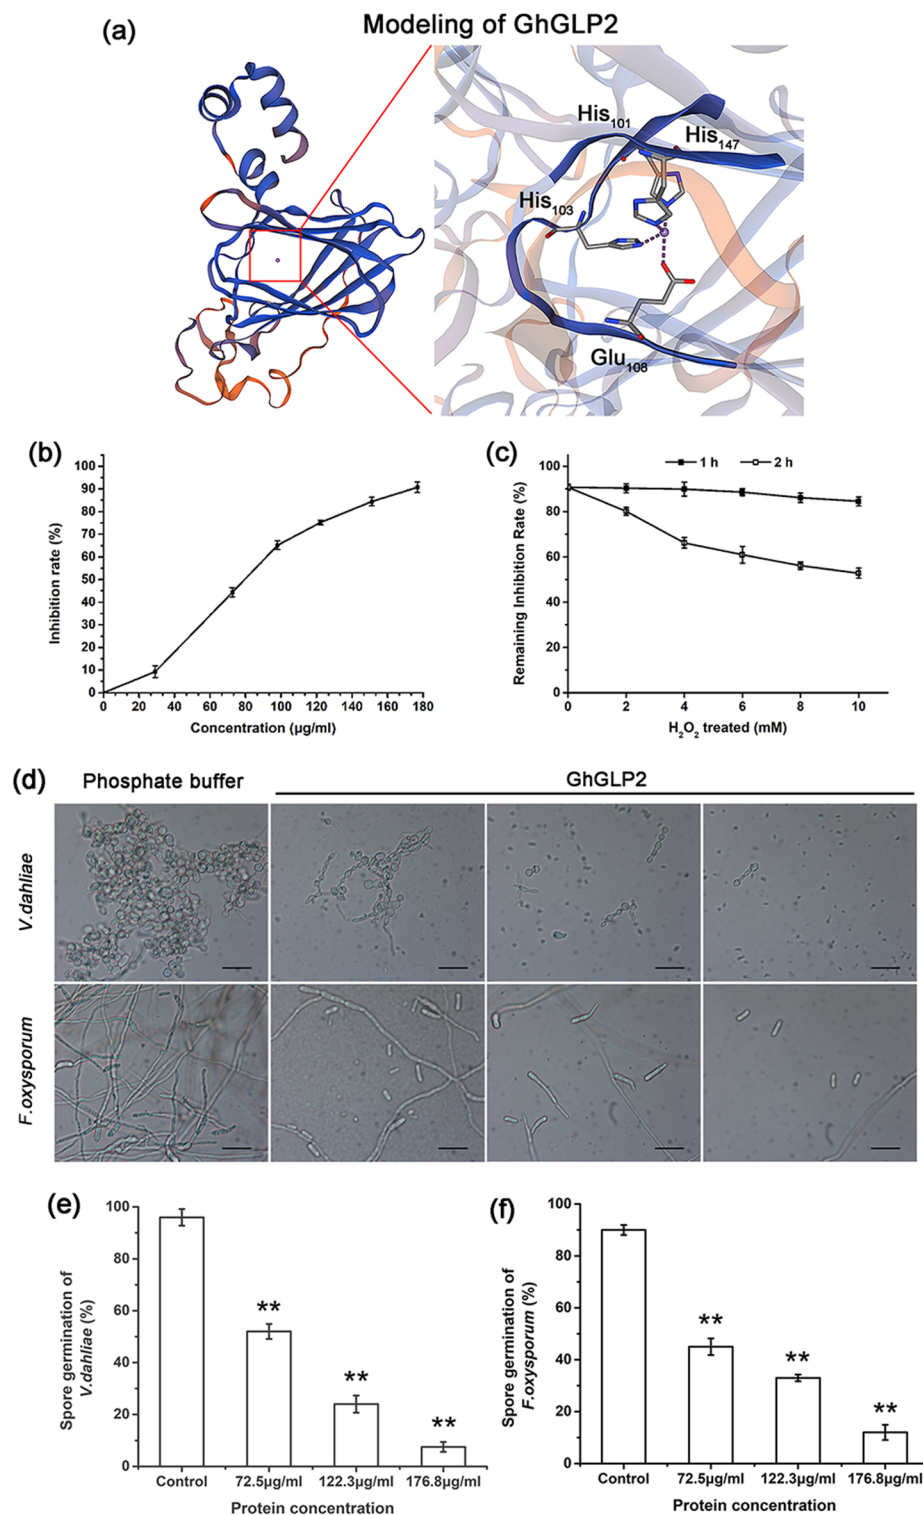 (a)
Modeling of GhGLP2
His101
His147
His103
Glu108
(b)
Inhibition rate (%)
100
90
80
70
60
50
40
30
20
10
0
0 20 40 60 80 100 120 140 160 180
Concentration (µg/ml)
(c)
1 h 2 h
Remaining Inhibition Rate (%)
100
80
60
40
20
0
0 2 4 6 8 10
H2O2 treated (mM)
(d)
Phosphate buffer
GhGLP2
V.dahliae
F.oxysporum
(e)
Spore germination of
V.dahliae (%)
100
80
60
40
20
0
**
**
**
Control 72.5µg/ml 122.3µg/ml 176.8µg/ml
Protein concentration
(f)
Spore germination of
F.oxysporum (%)
100
80
60
40
20
0
**
**
**
Control 72.5µg/ml 122.3µg/ml 176.8µg/ml
Protein concentration